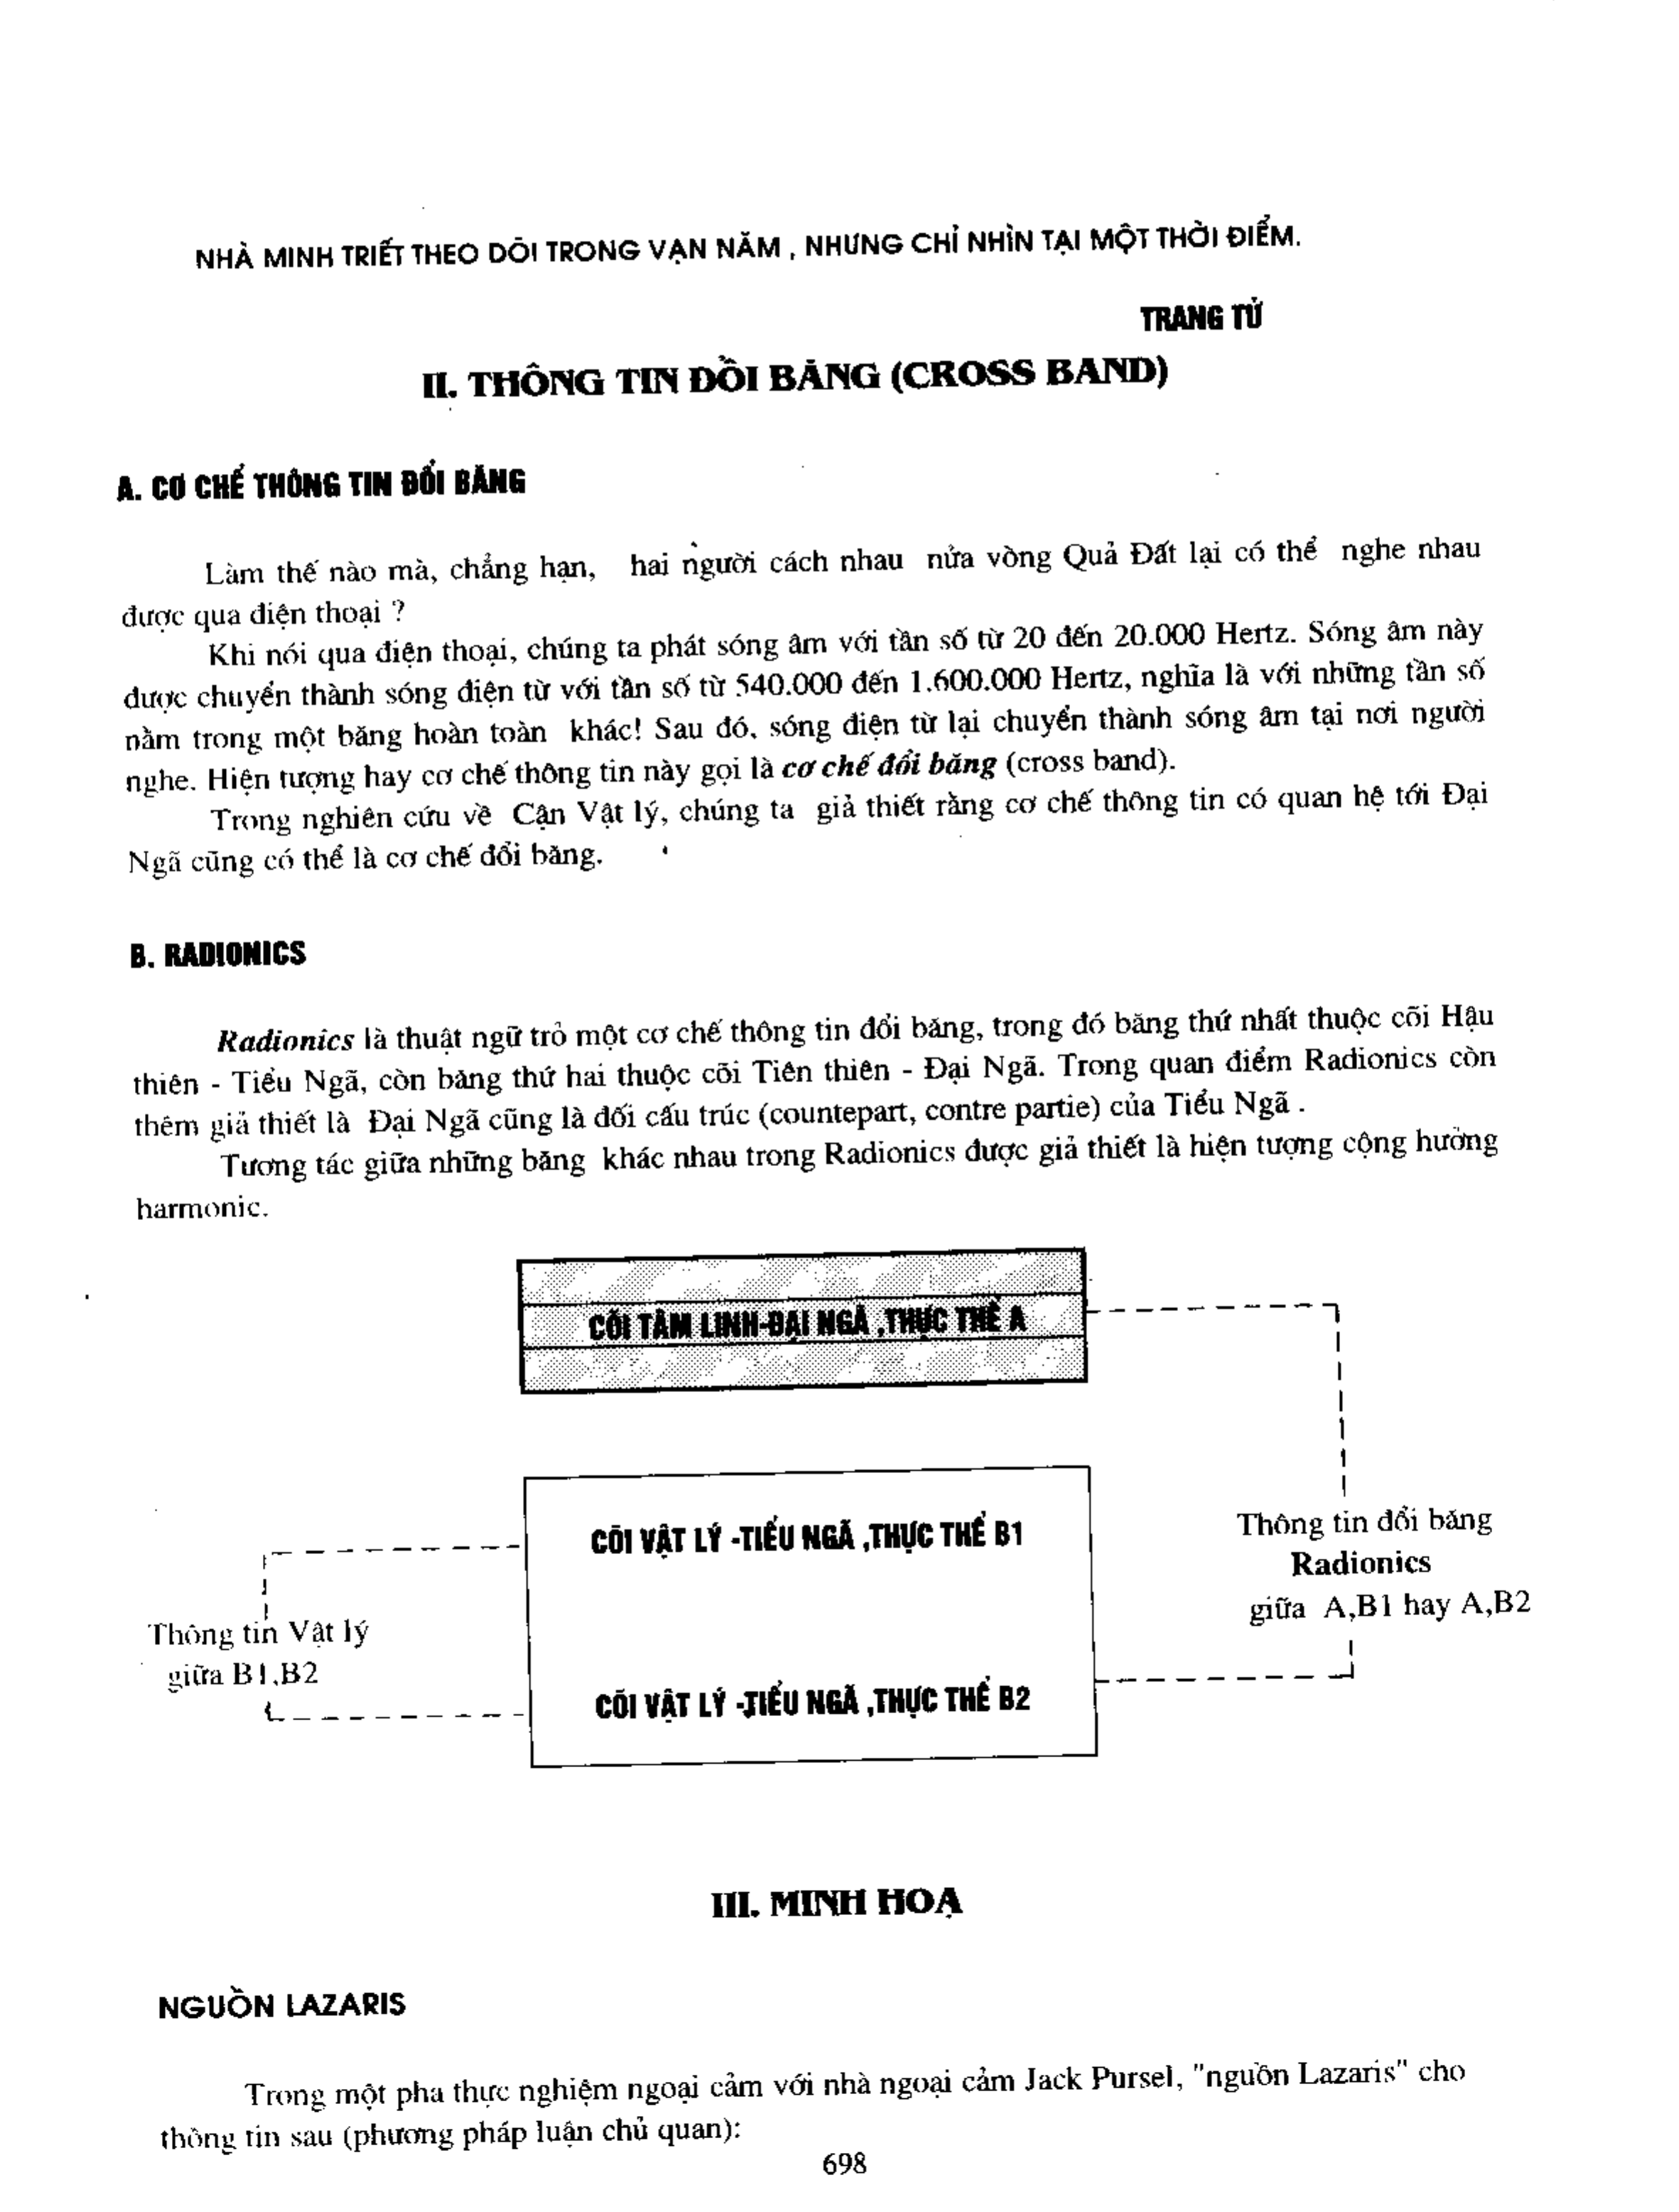 NHÀ MINH TRIẾT THEO DÕI TRONG VẠN NĂM , NHƯNG CHỈ NHÌN TẠI MỘT THỜI ĐIỂM.
TRANG TỬ
II. THÔNG TIN ĐỒI BĂNG (CROSS BAND)
A. CƠ CHẾ THÔNG TIN ĐỔI BĂNG
Làm thế nào mà, chẳng hạn, hai người cách nhau nửa vòng Quả Đất lại có thể nghe nhau
được qua điện thoại ?
Khi nói qua điện thoại, chúng ta phát sóng âm với tần số từ 20 đến 20.000 Hertz. Sóng âm này
được chuyển thành sóng điện từ với tần số từ 540.000 đến 1.600.000 Hertz, nghĩa là với những tần số
nằm trong một băng hoàn toàn khác! Sau đó, sóng điện từ lại chuyển thành sóng âm tại nơi người
nghe. Hiện tượng hay cơ chế thông tin này gọi là cơ chế đổi băng (cross band).
Trong nghiên cứu về Cận Vật lý, chúng ta giả thiết rằng cơ chế thông tin có quan hệ tới Đại
Ngã cũng có thể là cơ chế đổi băng.
B. RADIONICS
Radionics là thuật ngữ trỏ một cơ chế thông tin đổi băng, trong đó băng thứ nhất thuộc cõi Hậu
thiên - Tiểu Ngã, còn băng thứ hai thuộc cõi Tiên thiên - Đại Ngã. Trong quan điểm Radionics còn
thêm giả thiết là Đại Ngã cũng là đối cấu trúc (countepart, contre partie) của Tiểu Ngã .
Tương tác giữa những băng khác nhau trong Radionics được giả thiết là hiện tượng cộng hưởng
harmonic.
CÕI TÂM LINH-ĐẠI NGÃ ,THỰC THỂ A
CÕI VẬT LÝ -TIỂU NGÃ ,THỰC THỂ B1
Thông tin đổi băng
Radionics
giữa A,B1 hay A,B2
Thông tin Vật lý
giữa B1,B2
CÕI VẬT LÝ -TIỂU NGÃ ,THỰC THỂ B2
III. MINH HOẠ
NGUỒN LAZARIS
Trong một pha thực nghiệm ngoại cảm với nhà ngoại cảm Jack Pursel, "nguồn Lazaris" cho
thông tin sau (phương pháp luận chủ quan):
698